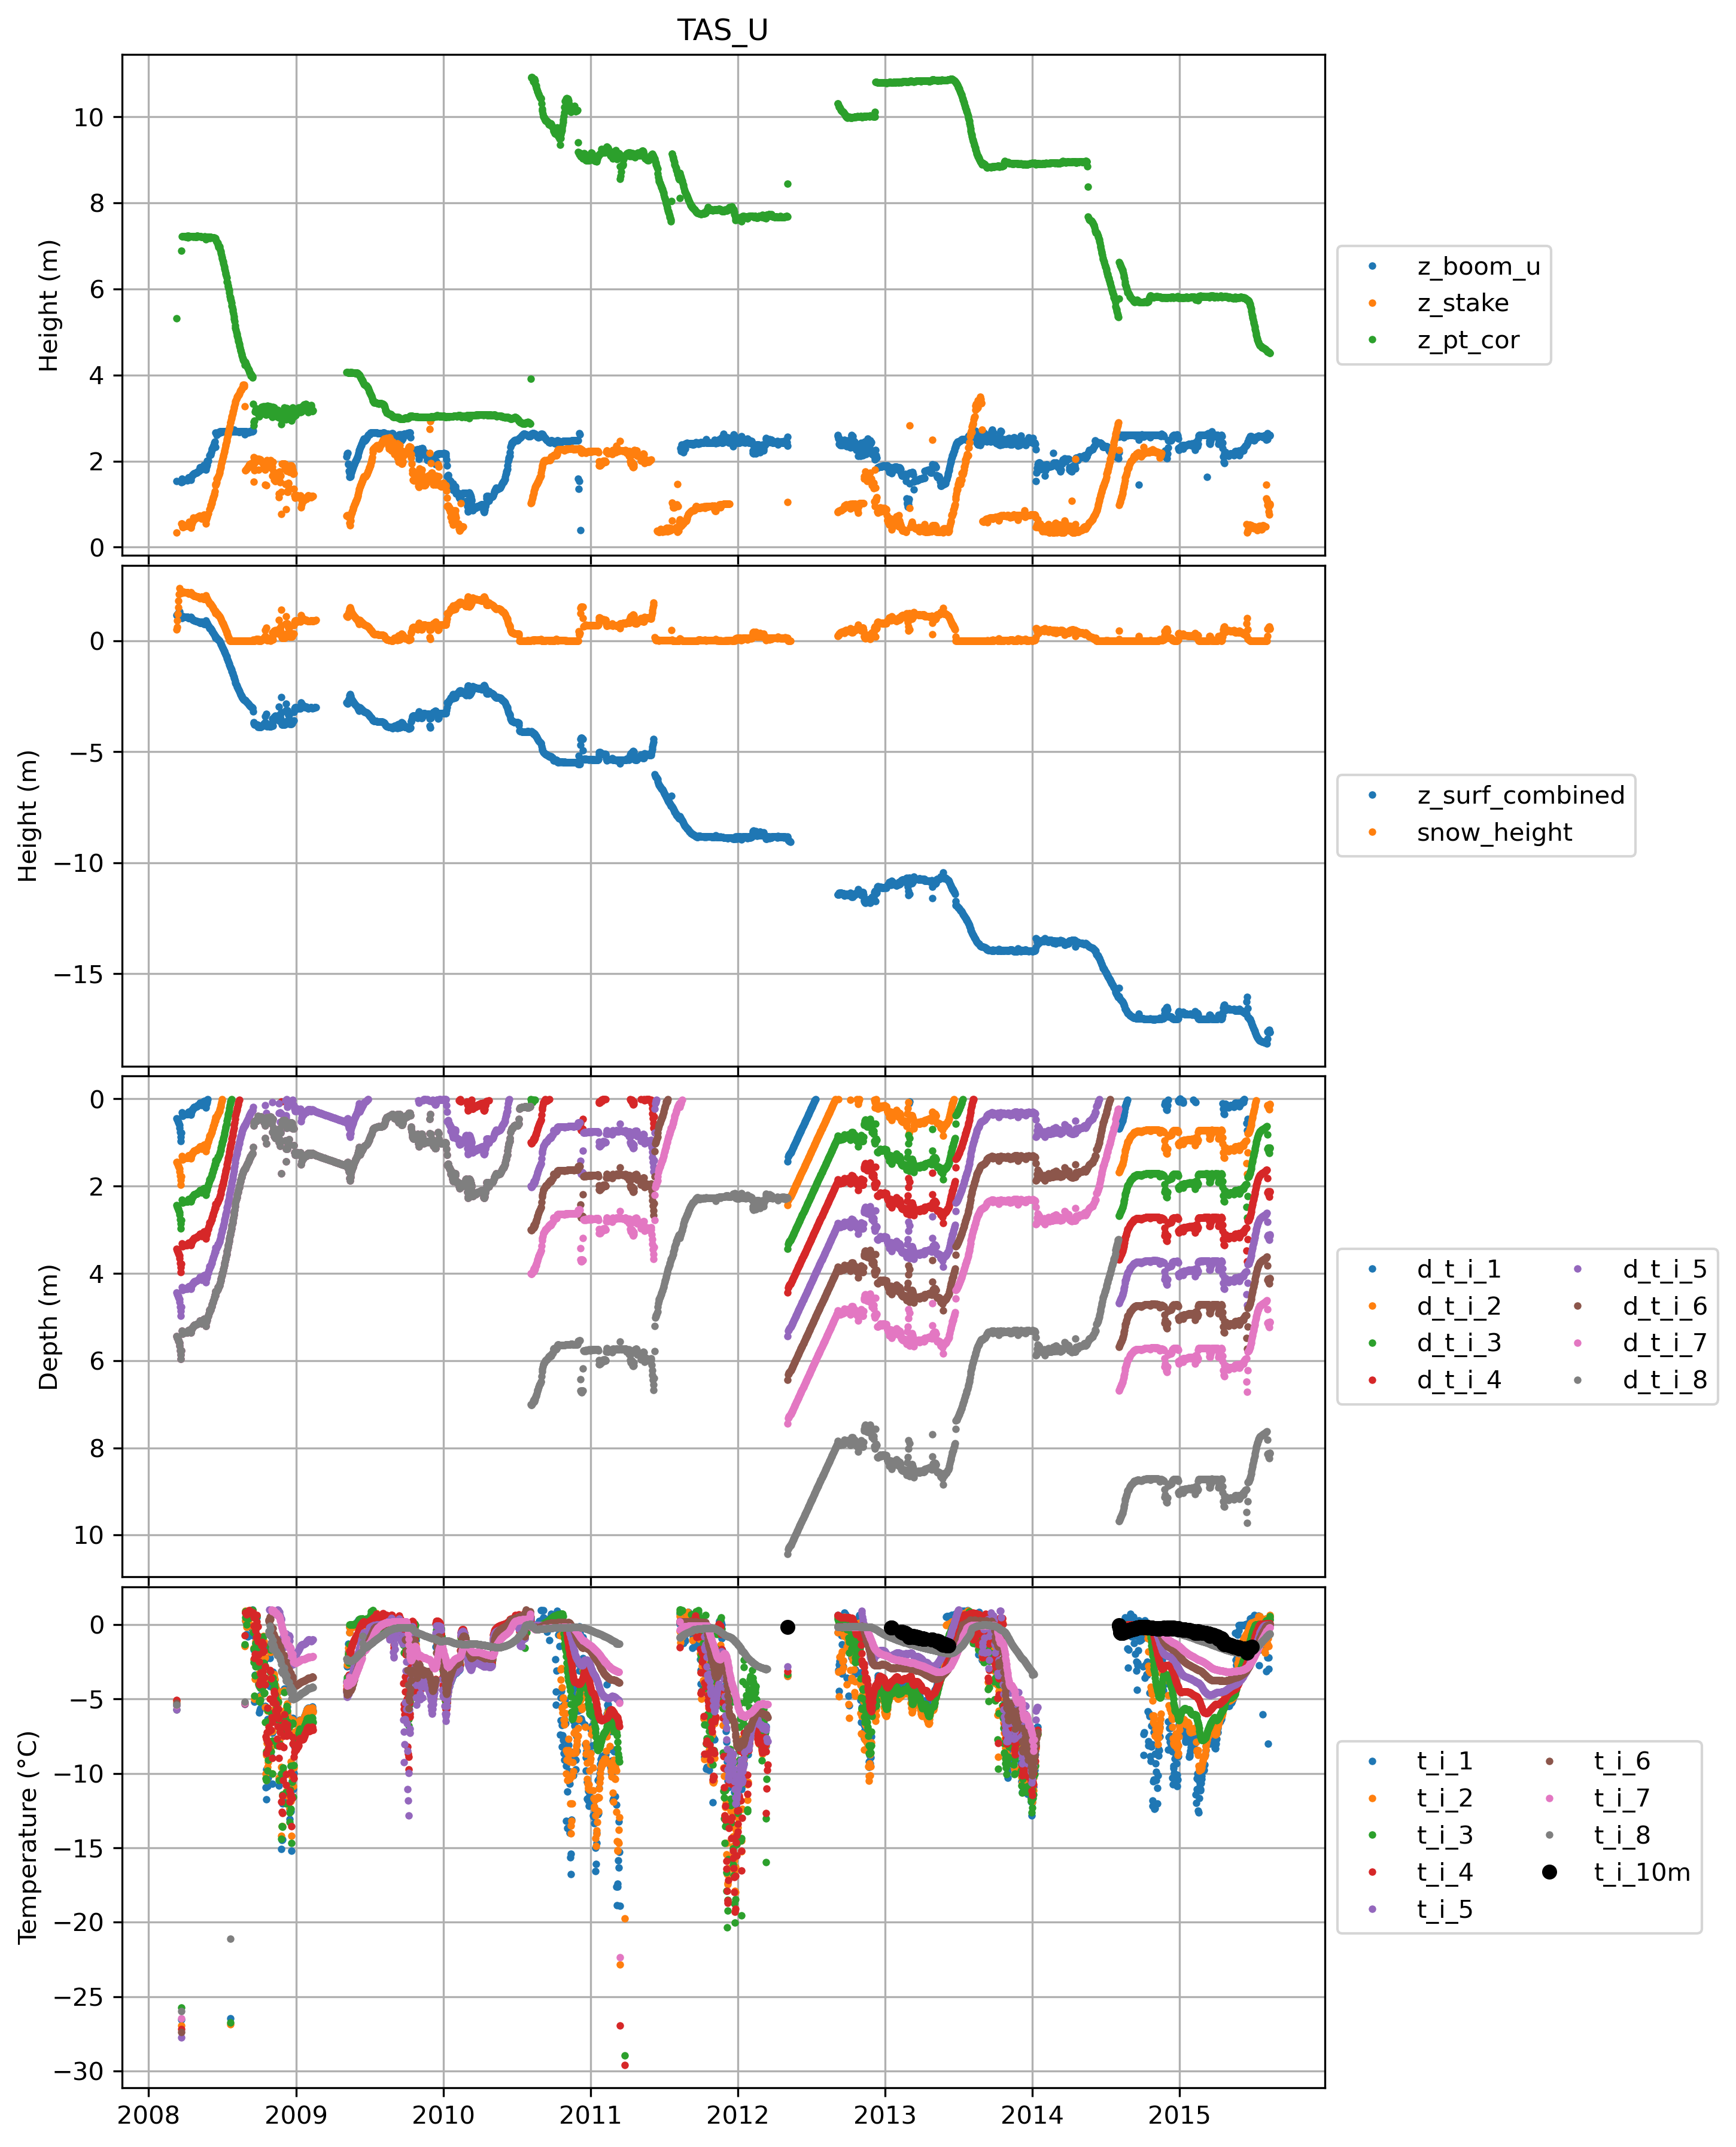 TAS_U
Height (m)
10
8
6
4
2
0
z_boom_u
z_stake
z_pt_cor
Height (m)
0
−5
−10
−15
z_surf_combined
snow_height
Depth (m)
0
2
4
6
8
10
d_t_i_1
d_t_i_2
d_t_i_3
d_t_i_4
d_t_i_5
d_t_i_6
d_t_i_7
d_t_i_8
Temperature (°C)
0
−5
−10
−15
−20
−25
−30
t_i_1
t_i_2
t_i_3
t_i_4
t_i_5
t_i_6
t_i_7
t_i_8
t_i_10m
2008 2009 2010 2011 2012 2013 2014 2015